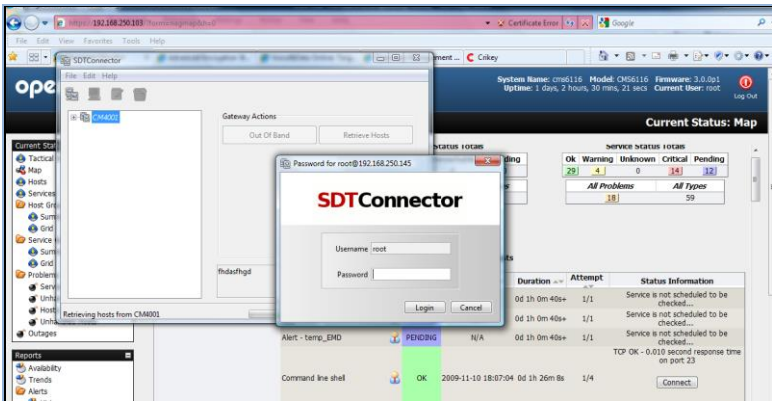 https://192.168.250.103
Certificate Error
Google
File Edit View Favorites Tools Help
SDTConnector
ment ...
Crikey
File Edit Help
ope
System Name: cms6116 Model: CMS6116 Firmware: 3.0.0p1
Uptime: 1 days, 2 hours, 30 mins, 21 secs Current User: root
Log Out
CM4001
Gateway Actions
Out Of Band
Retrieve Hosts
Current Status: Map
Current Stat
Tactical
Map
Hosts
Services
Host Gro
Sum
Grid
Service
Sum
Grid
Problem
Serv
Unha
Host
Unha
Outages
Status Totals
ding
Service Status Totals
Ok Warning Unknown Critical Pending
29 4 0 14 12
All Problems All Types
18 59
Password for root@192.168.250.145
SDTConnector
Username root
Password
Login Cancel
fhdasfhgd
Retrieving hosts from CM4001
sts
Duration Attempt Status Information
0d 1h 0m 40s+ 1/1 Service is not scheduled to be checked...
0d 1h 0m 40s+ 1/1 Service is not scheduled to be checked...
Alert - temp_EMD PENDING N/A 0d 1h 0m 40s+ 1/1 Service is not scheduled to be checked...
Command line shell OK 2009-11-10 18:07:04 0d 1h 26m 8s 1/4 TCP OK - 0.010 second response time on port 23
Connect
Reports
Availability
Trends
Alerts